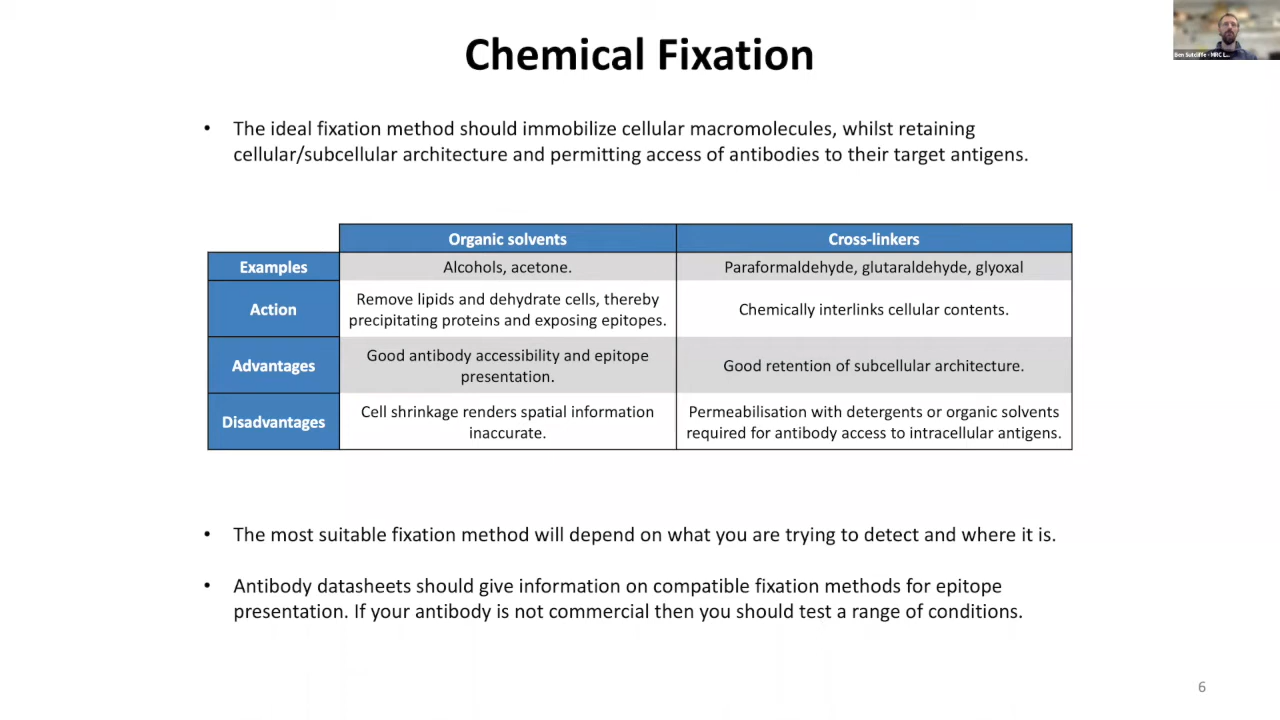 Chemical Fixation
Ben Sutcliffe - MRC L...
• The ideal fixation method should immobilize cellular macromolecules, whilst retaining
cellular/subcellular architecture and permitting access of antibodies to their target antigens.
Organic solvents
Cross-linkers
Examples
Alcohols, acetone.
Paraformaldehyde, glutaraldehyde, glyoxal
Action
Remove lipids and dehydrate cells, thereby
precipitating proteins and exposing epitopes.
Chemically interlinks cellular contents.
Advantages
Good antibody accessibility and epitope
presentation.
Good retention of subcellular architecture.
Disadvantages
Cell shrinkage renders spatial information
inaccurate.
Permeabilisation with detergents or organic solvents
required for antibody access to intracellular antigens.
• The most suitable fixation method will depend on what you are trying to detect and where it is.
• Antibody datasheets should give information on compatible fixation methods for epitope
presentation. If your antibody is not commercial then you should test a range of conditions.
6